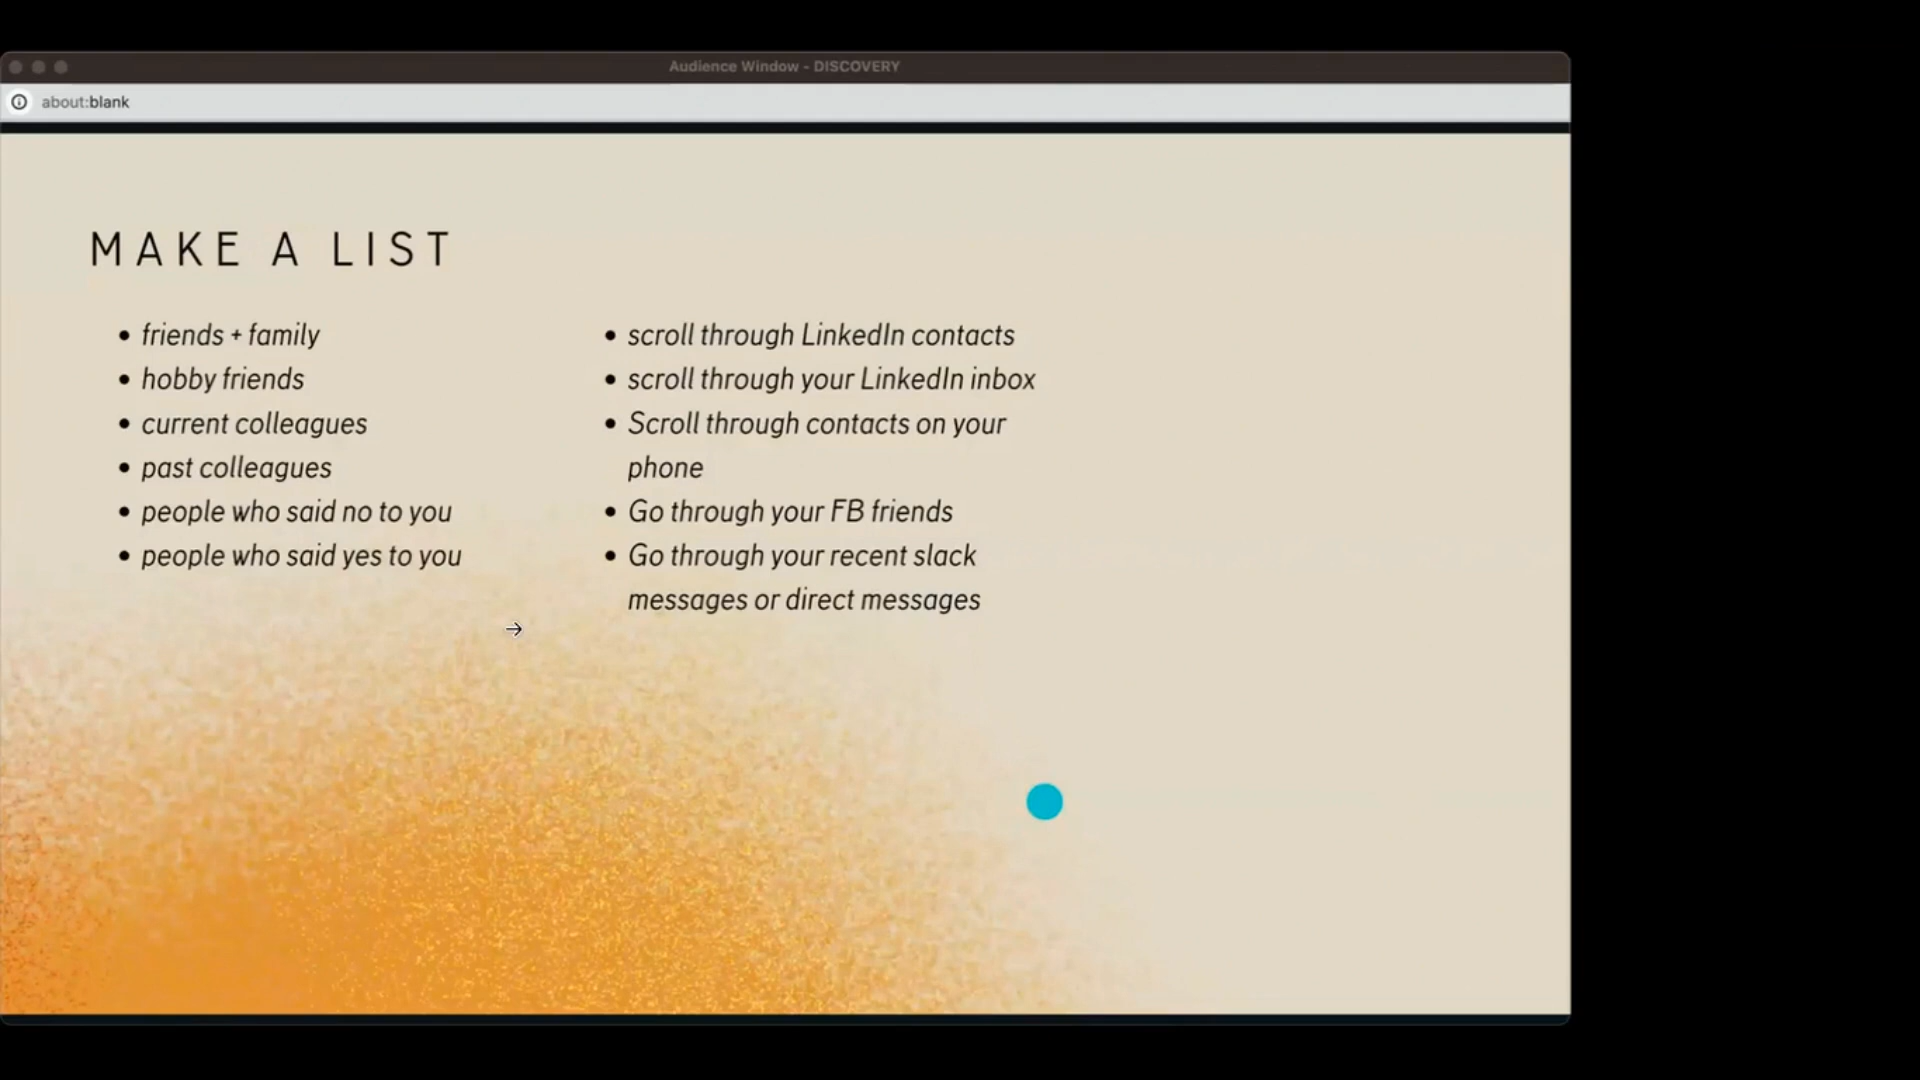 Audience Window - DISCOVERY
about:blank
MAKE A LIST
• friends + family
• hobby friends
• current colleagues
• past colleagues
• people who said no to you
• people who said yes to you
• scroll through LinkedIn contacts
• scroll through your LinkedIn inbox
• Scroll through contacts on your
phone
• Go through your FB friends
• Go through your recent slack
messages or direct messages